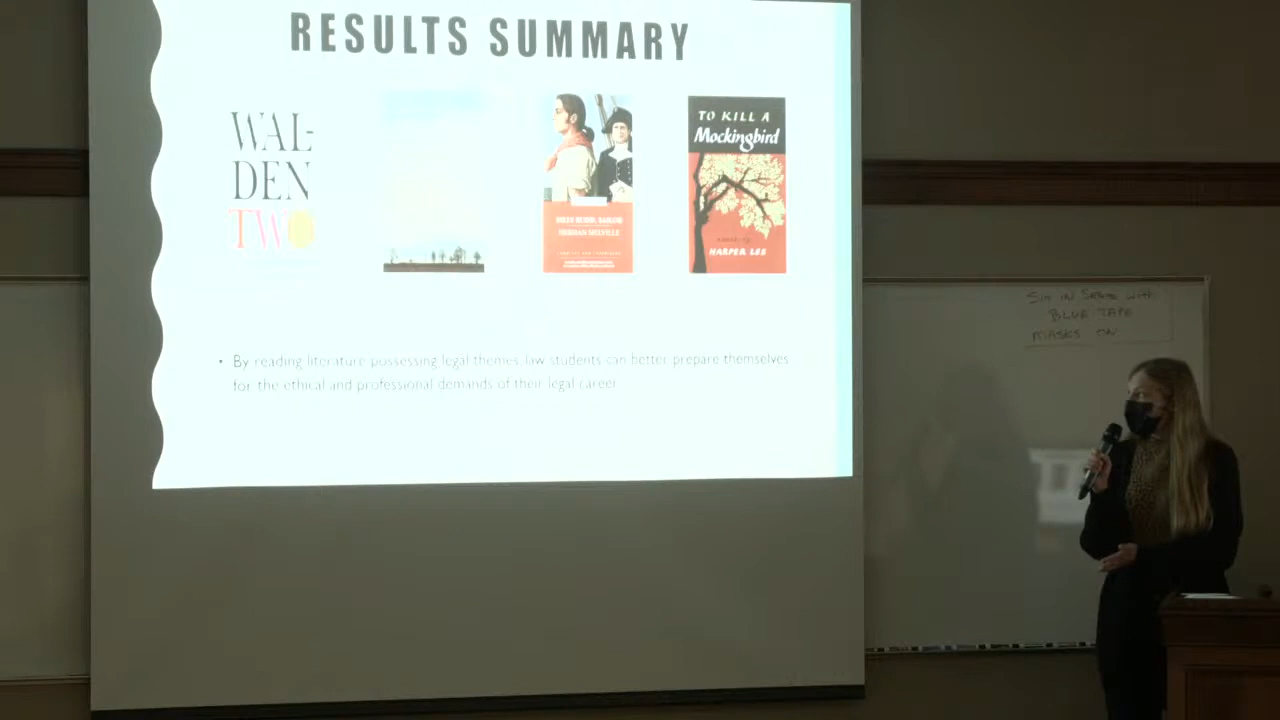 RESULTS SUMMARY
WAL-
DEN
TWO
BILLY BUDD, SAILOR
HERMAN MELVILLE
TO KILL A
Mockingbird
HARPER LEE
• By reading literature possessing legal themes, law students can better prepare themselves
for the ethical and professional demands of their legal career
SIT IN SEATS WITH
BLUE TAPE
MASKS ON